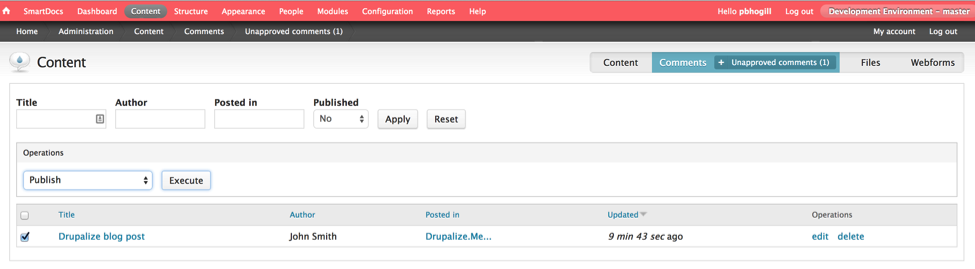 SmartDocs Dashboard Content Structure Appearance People Modules Configuration Reports Help Hello pbhogill Log out Development Environment - master
Home Administration Content Comments Unapproved comments (1) My account Log out
Content Content Comments + Unapproved comments (1) Files Webforms
Title Author Posted in Published
No Apply Reset
Operations
Publish Execute
Title Author Posted in Updated Operations
Drupalize blog post John Smith Drupalize.Me... 9 min 43 sec ago edit delete